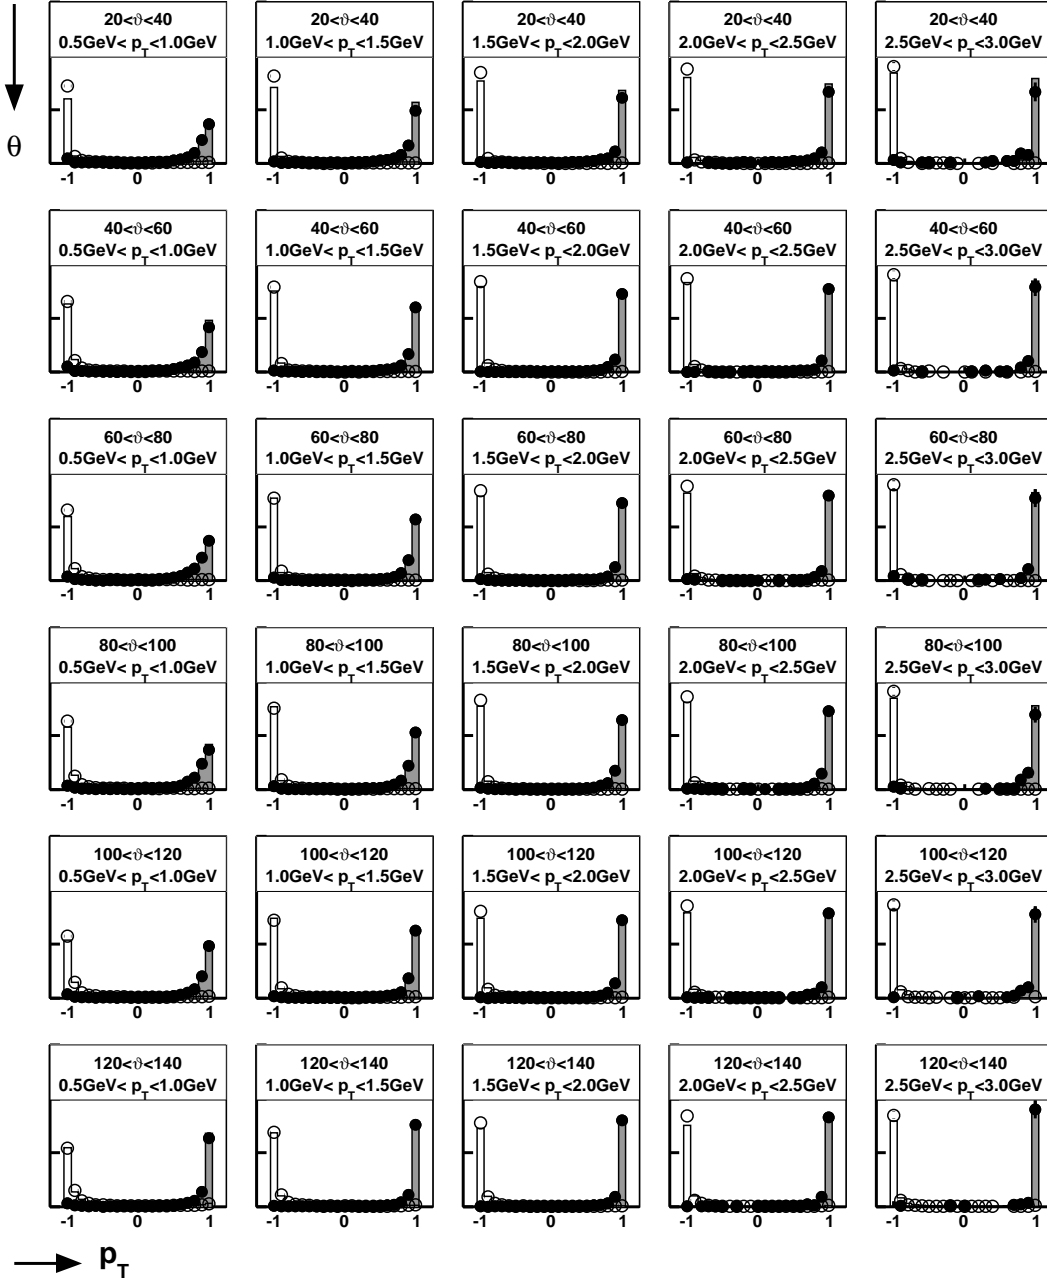 20<ϑ<40 20<ϑ<40 20<ϑ<40 20<ϑ<40 20<ϑ<40
0.5GeV< p_T <1.0GeV 1.0GeV< p_T <1.5GeV 1.5GeV< p_T <2.0GeV 2.0GeV< p_T <2.5GeV 2.5GeV< p_T <3.0GeV
θ
-1 0 1 -1 0 1 -1 0 1 -1 0 1 -1 0 1
40<ϑ<60 40<ϑ<60 40<ϑ<60 40<ϑ<60 40<ϑ<60
0.5GeV< p_T <1.0GeV 1.0GeV< p_T <1.5GeV 1.5GeV< p_T <2.0GeV 2.0GeV< p_T <2.5GeV 2.5GeV< p_T <3.0GeV
-1 0 1 -1 0 1 -1 0 1 -1 0 1 -1 0 1
60<ϑ<80 60<ϑ<80 60<ϑ<80 60<ϑ<80 60<ϑ<80
0.5GeV< p_T <1.0GeV 1.0GeV< p_T <1.5GeV 1.5GeV< p_T <2.0GeV 2.0GeV< p_T <2.5GeV 2.5GeV< p_T <3.0GeV
-1 0 1 -1 0 1 -1 0 1 -1 0 1 -1 0 1
80<ϑ<100 80<ϑ<100 80<ϑ<100 80<ϑ<100 80<ϑ<100
0.5GeV< p_T <1.0GeV 1.0GeV< p_T <1.5GeV 1.5GeV< p_T <2.0GeV 2.0GeV< p_T <2.5GeV 2.5GeV< p_T <3.0GeV
-1 0 1 -1 0 1 -1 0 1 -1 0 1 -1 0 1
100<ϑ<120 100<ϑ<120 100<ϑ<120 100<ϑ<120 100<ϑ<120
0.5GeV< p_T <1.0GeV 1.0GeV< p_T <1.5GeV 1.5GeV< p_T <2.0GeV 2.0GeV< p_T <2.5GeV 2.5GeV< p_T <3.0GeV
-1 0 1 -1 0 1 -1 0 1 -1 0 1 -1 0 1
120<ϑ<140 120<ϑ<140 120<ϑ<140 120<ϑ<140 120<ϑ<140
0.5GeV< p_T <1.0GeV 1.0GeV< p_T <1.5GeV 1.5GeV< p_T <2.0GeV 2.0GeV< p_T <2.5GeV 2.5GeV< p_T <3.0GeV
-1 0 1 -1 0 1 -1 0 1 -1 0 1 -1 0 1
p_T